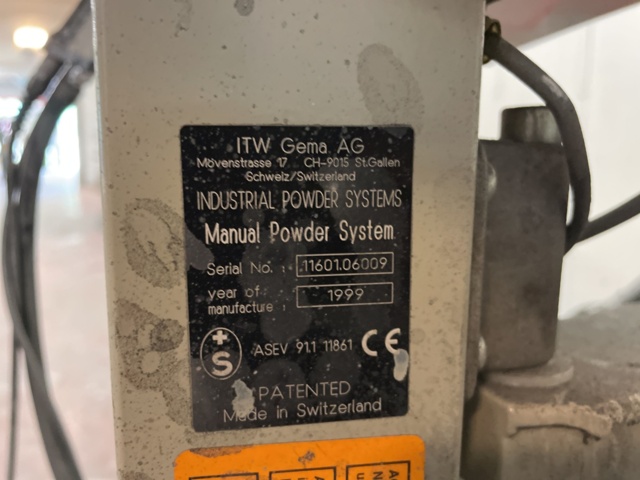 ITW Gema AG
Mövenstrasse 17 CH-9015 St.Gallen
Schweiz/Switzerland
INDUSTRIAL POWDER SYSTEMS
Manual Powder System
Serial No. : 11601.06009
year of manufacture : 1999
+S ASEV 91.1 11861 CE
PATENTED
Made in Switzerland